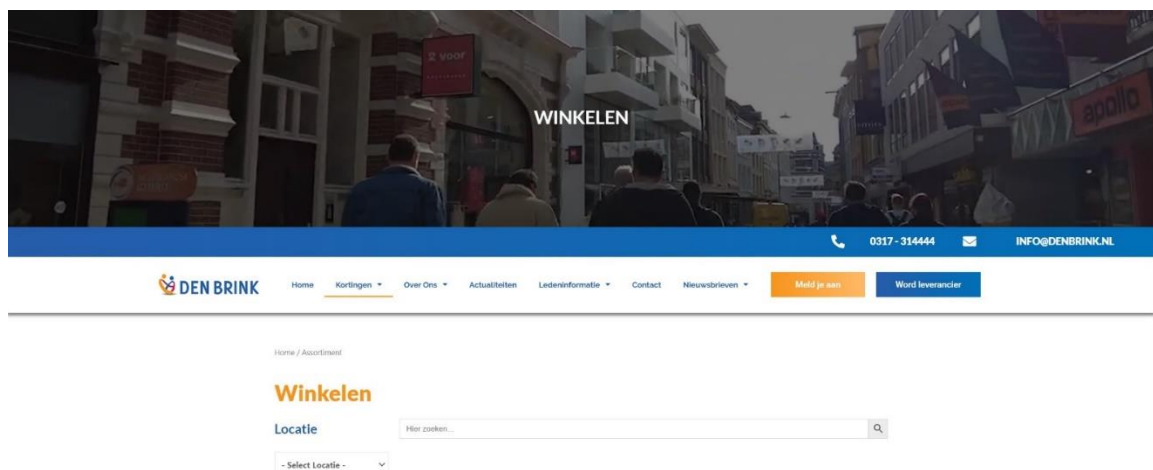 voor
apollo
WINKELEN
0317 - 314444 INFO@DENBRINK.NL
DEN BRINK Home Kortingen Over Ons Actualiteiten Ledeninformatie Contact Nieuwsbrieven Meld je aan Word leverancier
Home / Assortiment
Winkelen
Locatie Hier zoeken...
- Select Locatie -